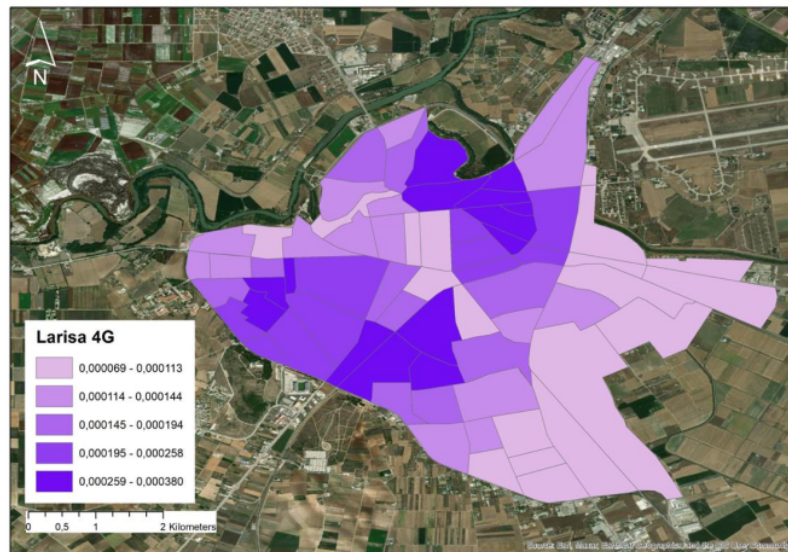 N
Larisa 4G
0,000069 - 0,000113
0,000114 - 0,000144
0,000145 - 0,000194
0,000195 - 0,000258
0,000259 - 0,000380
0 0,5 1 2 Kilometers